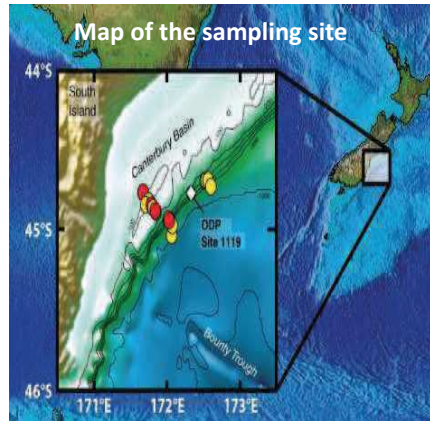 Map of the sampling site
44°S
South
Island
Canterbury Basin
45°S
ODP
Site 1119
Bounty Trough
46°S
171°E
172°E
173°E